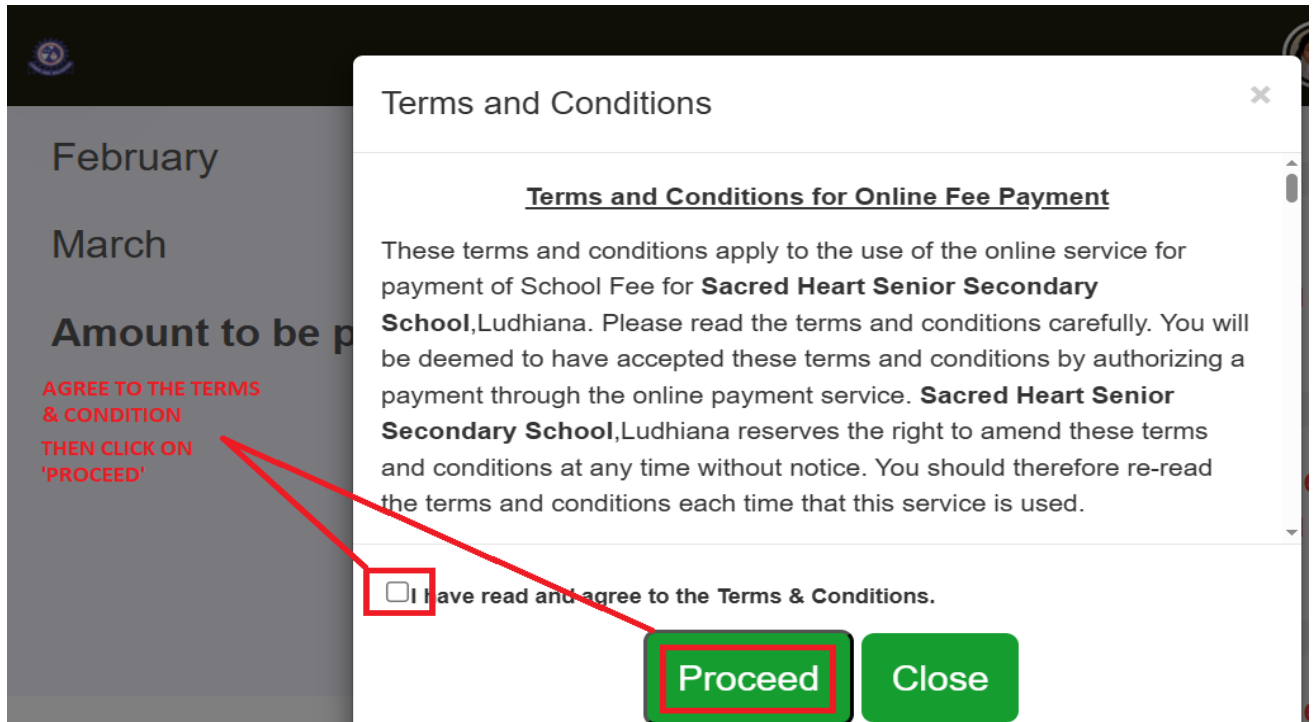 Terms and Conditions
×
February
March
Amount to be p
AGREE TO THE TERMS
& CONDITION
THEN CLICK ON
'PROCEED'
Terms and Conditions for Online Fee Payment
These terms and conditions apply to the use of the online service for
payment of School Fee for Sacred Heart Senior Secondary
School,Ludhiana. Please read the terms and conditions carefully. You will
be deemed to have accepted these terms and conditions by authorizing a
payment through the online payment service. Sacred Heart Senior
Secondary School,Ludhiana reserves the right to amend these terms
and conditions at any time without notice. You should therefore re-read
the terms and conditions each time that this service is used.
I have read and agree to the Terms & Conditions.
Proceed
Close